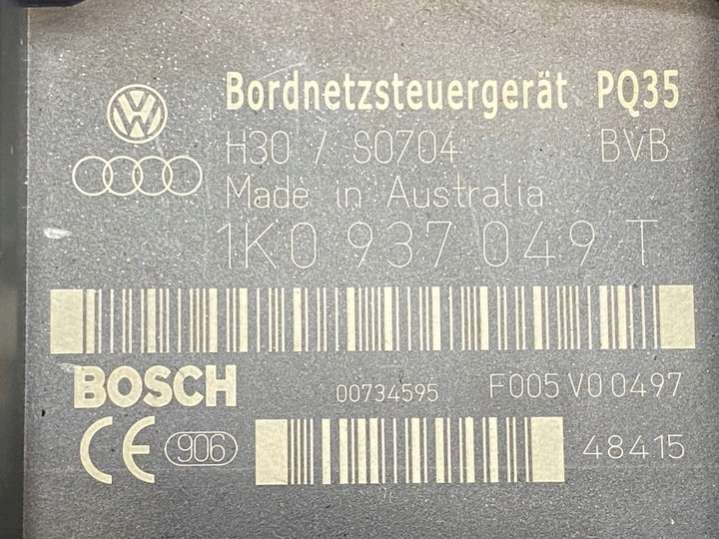 Bordnetzsteuergerät PQ35
H30 / S0704 BVB
Made in Australia
1K0 937 049 T
BOSCH 00734595 F005 V0 0497
CE 906 48415